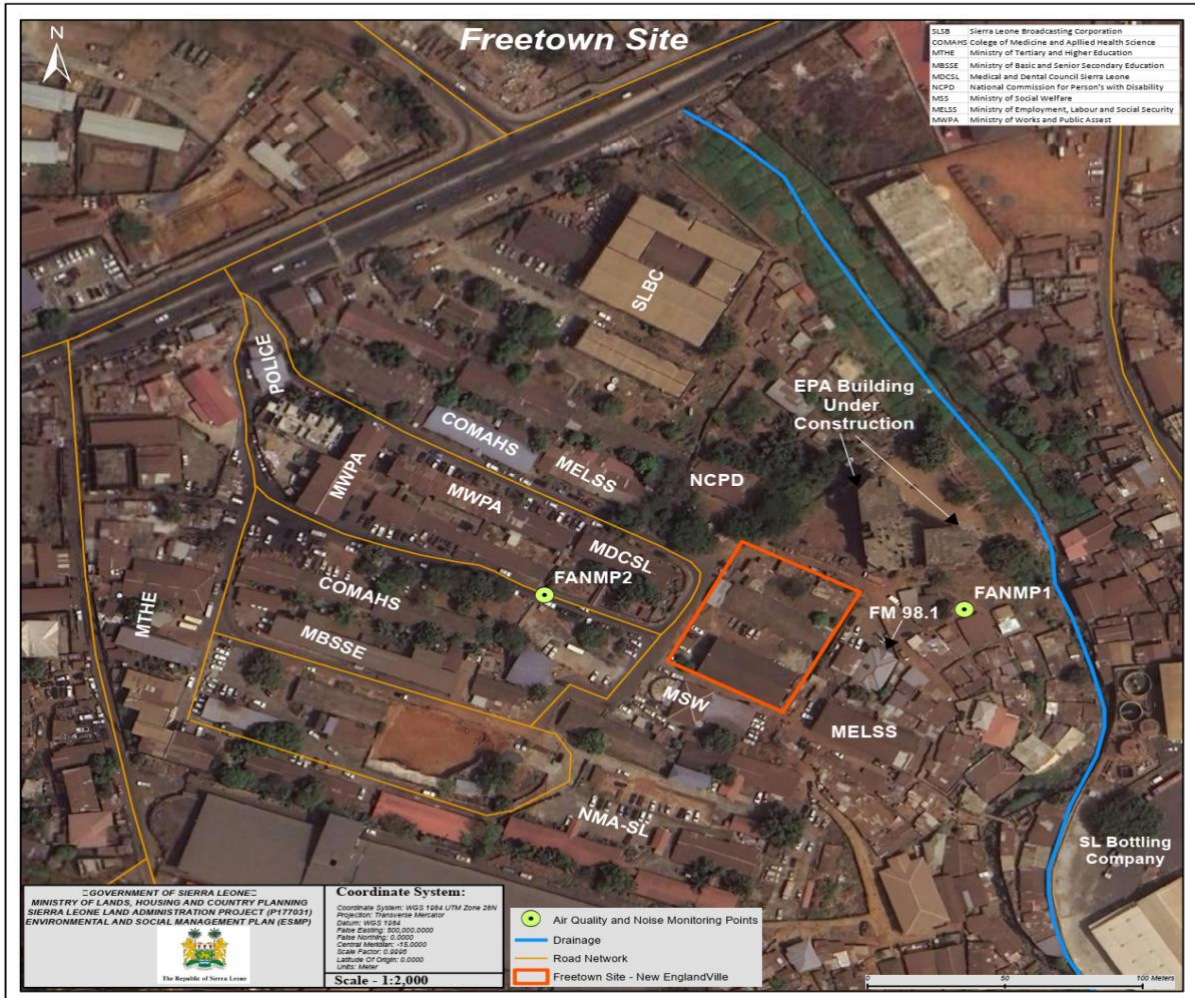 N
Freetown Site
SLSB Sierra Leone Broadcasting Corporation
COMAHS Colege of Medicine and Apllied Health Science
MTHE Ministry of Tertiary and Higher Education
MBSSE Ministry of Basic and Senior Secondary Education
MDCSL Medical and Dental Council Sierra Leone
NCPD National Commission for Person's with Disability
MSS Ministry of Social Welfare
MELSS Ministry of Employment, Labour and Social Security
MWPA Ministry of Works and Public Assest
SLBC
POLICE
EPA Building
Under
Construction
COMAHS
MELSS
NCPD
MWPA
MWPA
MDCSL
FANMP2
COMAHS
FANMP1
FM 98.1
MTHE
MBSSE
MSW
MELSS
NMA-SL
SL Bottling
Company
GOVERNMENT OF SIERRA LEONE
MINISTRY OF LANDS, HOUSING AND COUNTRY PLANNING
SIERRA LEONE LAND ADMINISTRATION PROJECT (P177031)
ENVIRONMENTAL AND SOCIAL MANAGEMENT PLAN (ESMP)
The Republic of Sierra Leone
Coordinate System:
Coordinate System: WGS 1984 UTM Zone 28N
Projection: Transverse Mercator
Datum: WGS 1984
False Easting: 500,000.0000
False Northing: 0.0000
Central Meridian: -15.0000
Scale Factor: 0.9996
Latitude Of Origin: 0.0000
Units: Meter
Scale - 1:2,000
Air Quality and Noise Monitoring Points
Drainage
Road Network
Freetown Site - New EnglandVille
0 50 100 Meters